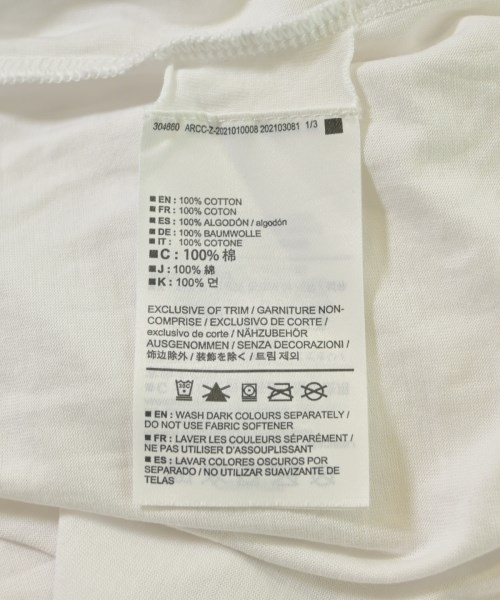 304660 ARCC-Z-2021010008 202103081 1/3
EN : 100% COTTON
FR : 100% COTON
ES : 100% ALGODÓN / algodón
DE : 100% BAUMWOLLE
IT : 100% COTONE
C : 100% 棉
J : 100% 綿
K : 100% 면
EXCLUSIVE OF TRIM / GARNITURE NON-
COMPRISE / EXCLUSIVO DE CORTE /
exclusivo de corte / NÄHZUBEHÖR
AUSGENOMMEN / SENZA DECORAZIONI /
饰边除外 / 装飾を除く / 트림 제외
EN : WASH DARK COLOURS SEPARATELY /
DO NOT USE FABRIC SOFTENER
FR : LAVER LES COULEURS SÉPARÉMENT /
NE PAS UTILISER D'ASSOUPLISSANT
ES : LAVAR COLORES OSCUROS POR
SEPARADO / NO UTILIZAR SUAVIZANTE DE
TELAS